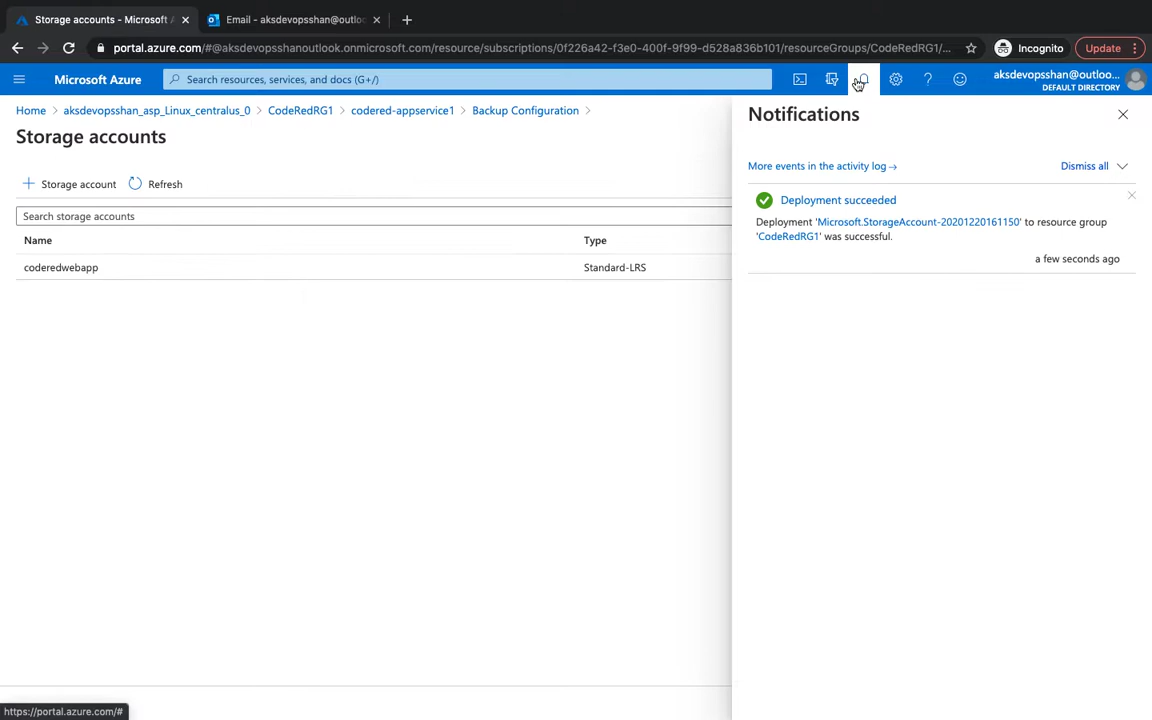 Storage accounts - Microsoft A
Email - aksdevopsshan@outloo
portal.azure.com/#@aksdevopsshanoutlook.onmicrosoft.com/resource/subscriptions/0f226a42-f3e0-400f-9f99-d528a836b101/resourceGroups/CodeRedRG1/...
Incognito
Update
Microsoft Azure
Search resources, services, and docs (G+/)
aksdevopsshan@outloo...
DEFAULT DIRECTORY
Home > aksdevopsshan_asp_Linux_centralus_0 > CodeRedRG1 > codered-appservice1 > Backup Configuration >
Storage accounts
+ Storage account
Refresh
Search storage accounts
Name
Type
coderedwebapp
Standard-LRS
Notifications
More events in the activity log →
Dismiss all
Deployment succeeded
Deployment 'Microsoft.StorageAccount-20201220161150' to resource group
'CodeRedRG1' was successful.
a few seconds ago
https://portal.azure.com/#